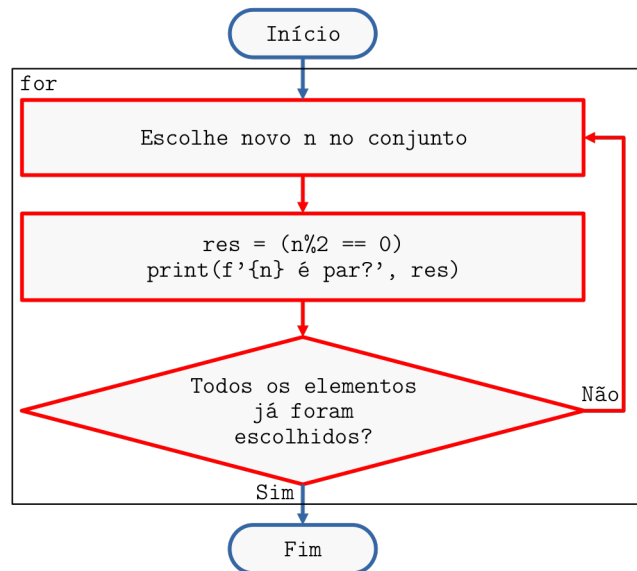 Início
for
Escolhe novo n no conjunto
res = (n%2 == 0)
print(f'{n} é par?', res)
Todos os elementos
já foram
escolhidos?
Não
Sim
Fim